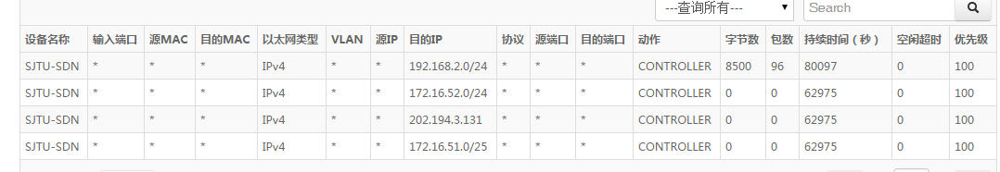 ---查询所有---
Search
设备名称 输入端口 源MAC 目的MAC 以太网类型 VLAN 源IP 目的IP 协议 源端口 目的端口 动作 字节数 包数 持续时间（秒） 空闲超时 优先级
SJTU-SDN * * * IPv4 * * 192.168.2.0/24 * * * CONTROLLER 8500 96 80097 0 100
SJTU-SDN * * * IPv4 * * 172.16.52.0/24 * * * CONTROLLER 0 0 62975 0 100
SJTU-SDN * * * IPv4 * * 202.194.3.131 * * * CONTROLLER 0 0 62975 0 100
SJTU-SDN * * * IPv4 * * 172.16.51.0/25 * * * CONTROLLER 0 0 62975 0 100